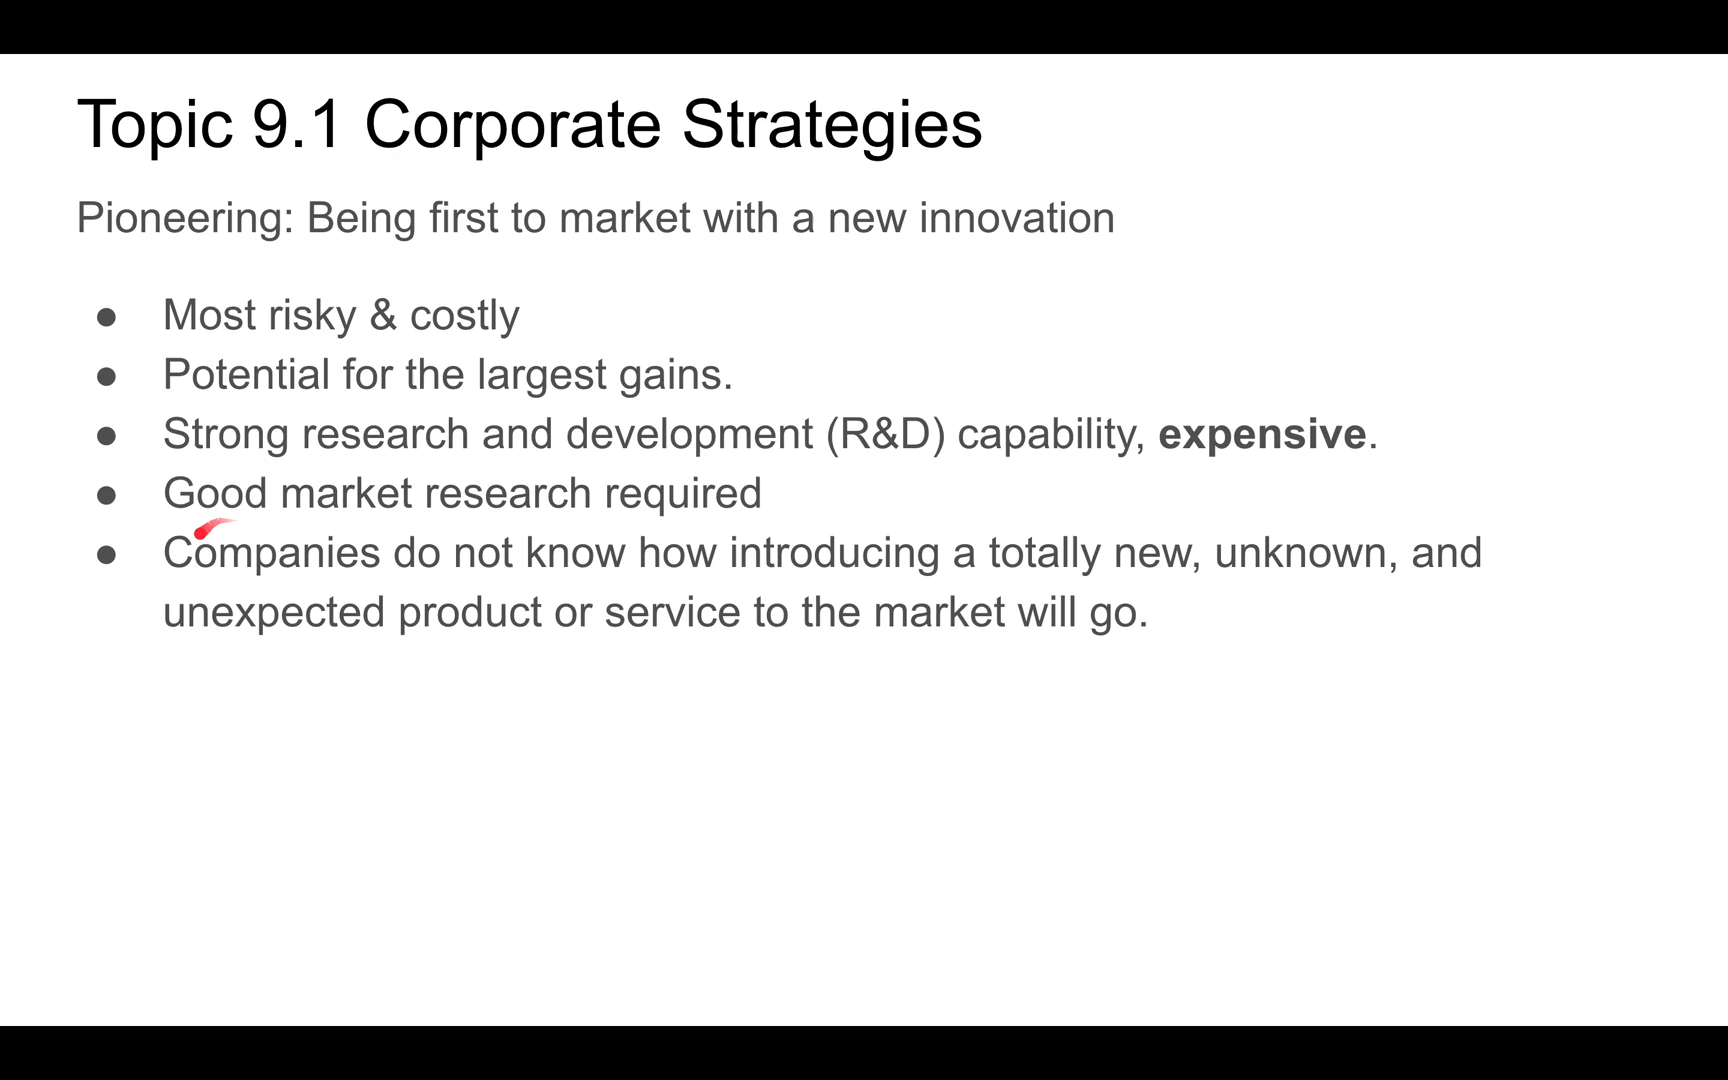 Topic 9.1 Corporate Strategies
Pioneering: Being first to market with a new innovation
● Most risky & costly
● Potential for the largest gains.
● Strong research and development (R&D) capability, expensive.
● Good market research required
● Companies do not know how introducing a totally new, unknown, and
unexpected product or service to the market will go.